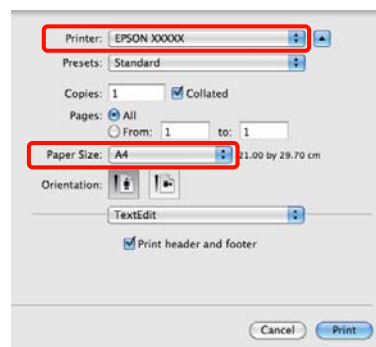 Printer: EPSON XXXXX
Presets: Standard
Copies: 1 Collated
Pages: All
From: 1 to: 1
Paper Size: A4 21.00 by 29.70 cm
Orientation:
TextEdit
Print header and footer
Cancel Print